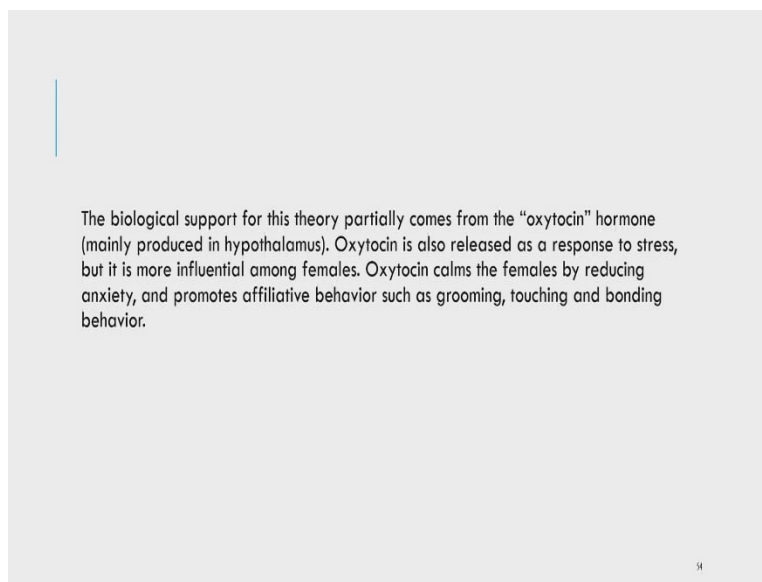 The biological support for this theory partially comes from the “oxytocin” hormone
(mainly produced in hypothalamus). Oxytocin is also released as a response to stress,
but it is more influential among females. Oxytocin calms the females by reducing
anxiety, and promotes affiliative behavior such as grooming, touching and bonding
behavior.
54